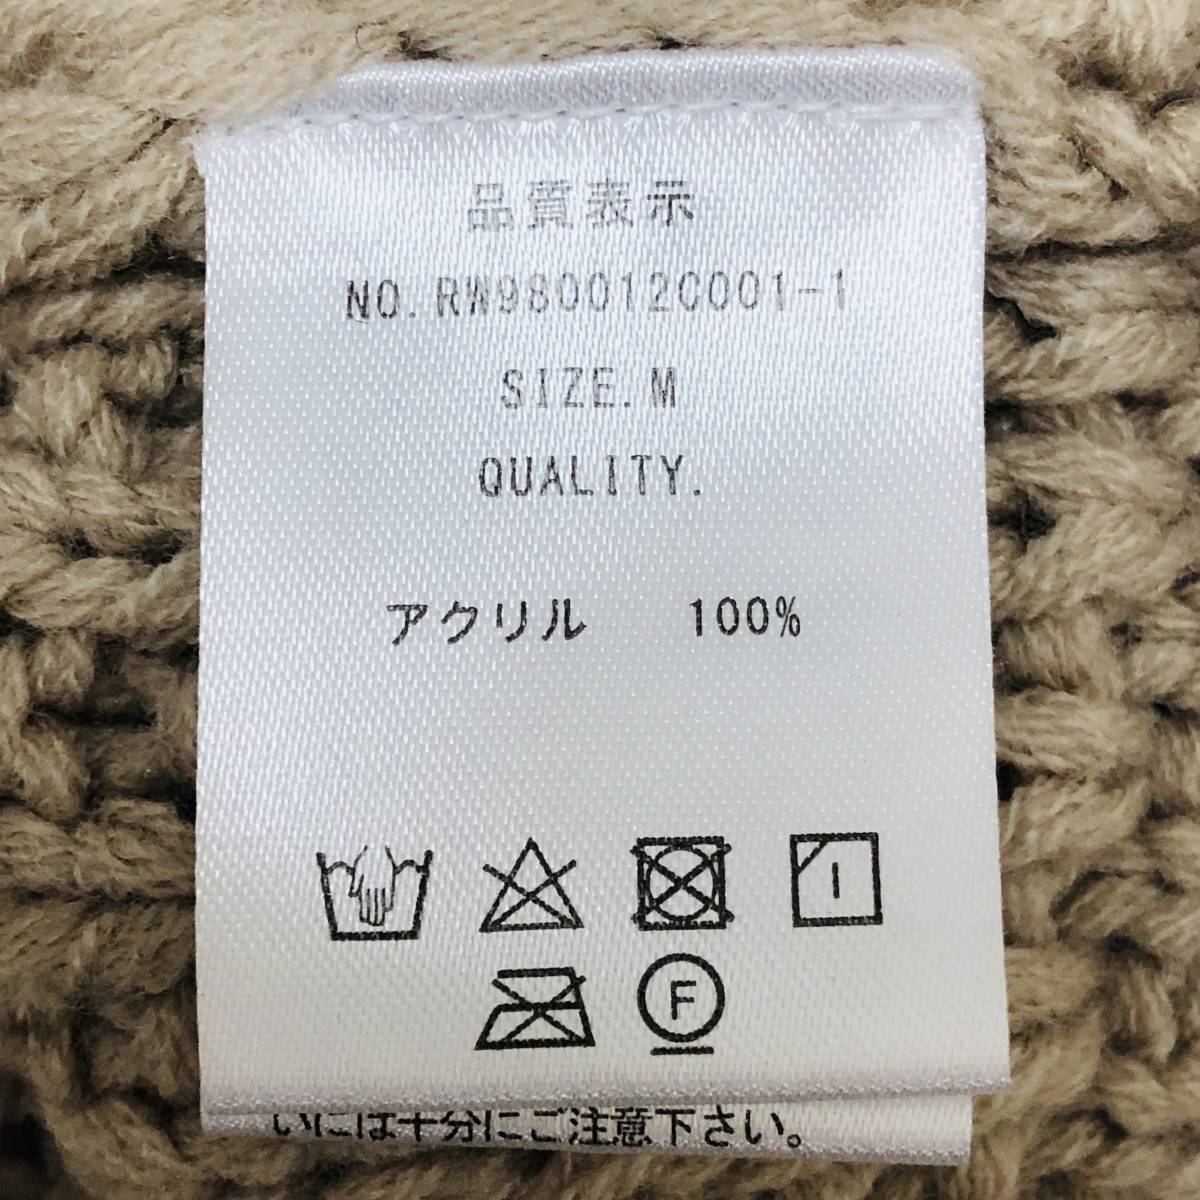 品質表示
NO. RW980012C001-1
SIZE. M
QUALITY.
アクリル 100%
F
いには十分にご注意下さい。